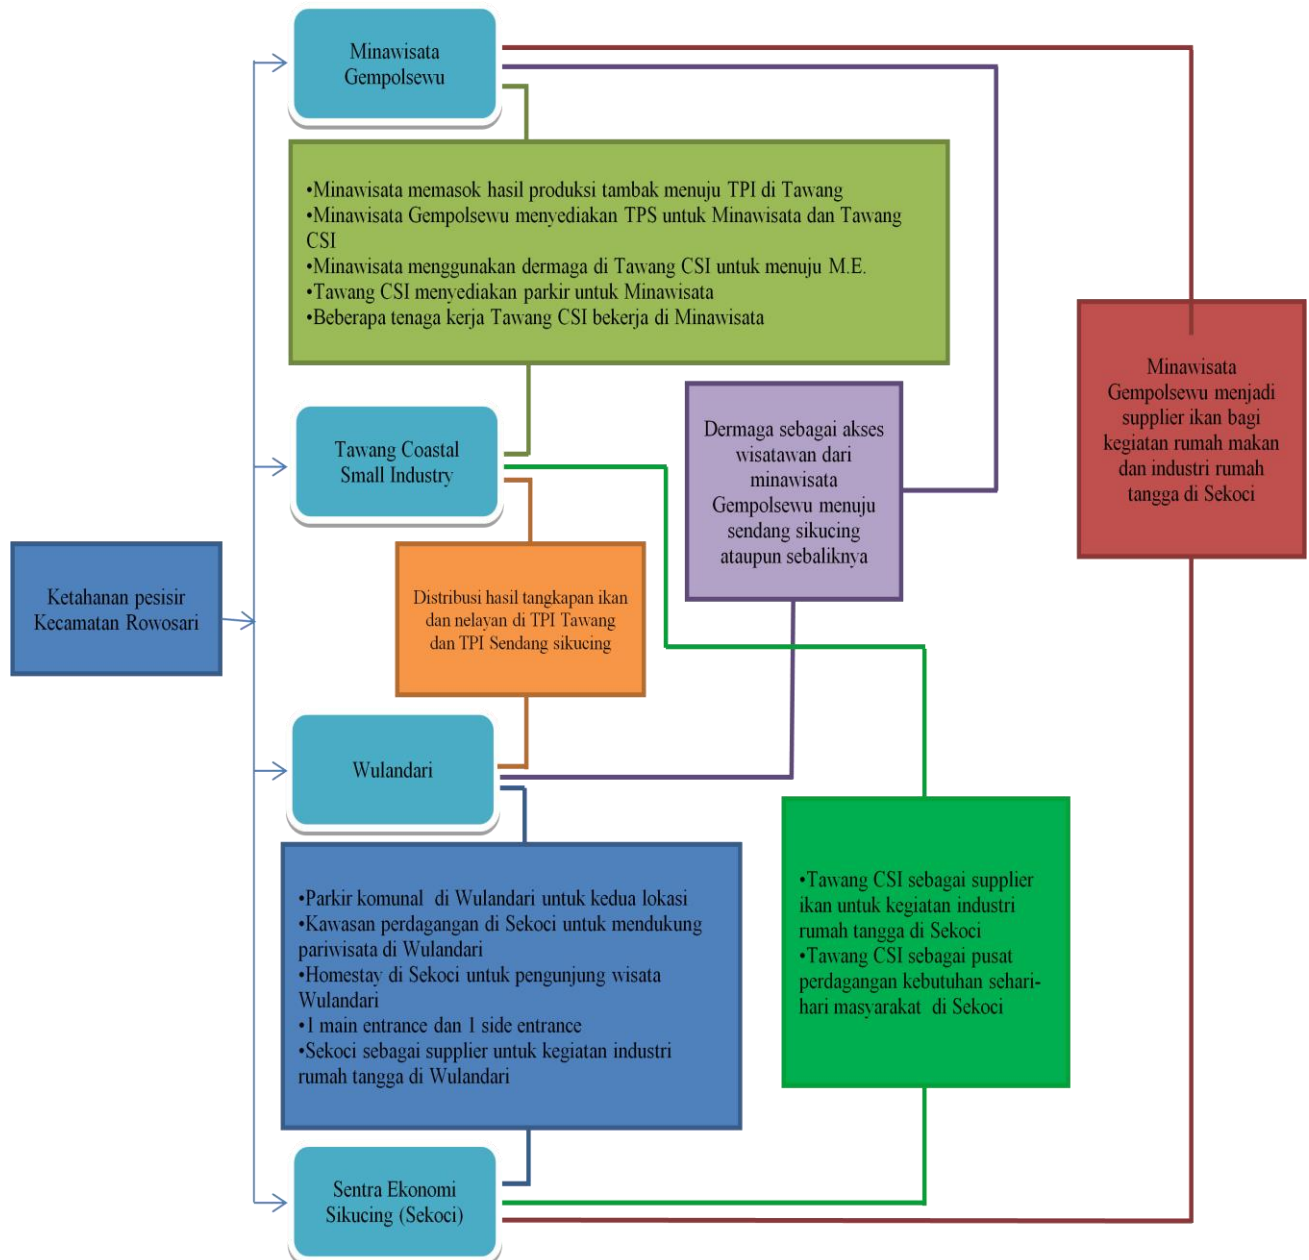 Minawisata
Gempolsewu
•Minawisata memasok hasil produksi tambak menuju TPI di Tawang
•Minawisata Gempolsewu menyediakan TPS untuk Minawisata dan Tawang
CSI
•Minawisata menggunakan dermaga di Tawang CSI untuk menuju M.E.
•Tawang CSI menyediakan parkir untuk Minawisata
•Beberapa tenaga kerja Tawang CSI bekerja di Minawisata
Minawisata
Gempolsewu menjadi
supplier ikan bagi
kegiatan rumah makan
dan industri rumah
tangga di Sekoci
Tawang Coastal
Small Industry
Dermaga sebagai akses
wisatawan dari
minawisata
Gempolsewu menuju
sendang sikucing
ataupun sebaliknya
Ketahanan pesisir
Kecamatan Rowosari
Distribusi hasil tangkapan ikan
dan nelayan di TPI Tawang
dan TPI Sendang sikucing
Wulandari
•Parkir komunal  di Wulandari untuk kedua lokasi
•Kawasan perdagangan di Sekoci untuk mendukung
pariwisata di Wulandari
•Homestay di Sekoci untuk pengunjung wisata
Wulandari
•1 main entrance dan 1 side entrance
•Sekoci sebagai supplier untuk kegiatan industri
rumah tangga di Wulandari
•Tawang CSI sebagai supplier
ikan untuk kegiatan industri
rumah tangga di Sekoci
•Tawang CSI sebagai pusat
perdagangan kebutuhan sehari-
hari masyarakat  di Sekoci
Sentra Ekonomi
Sikucing (Sekoci)